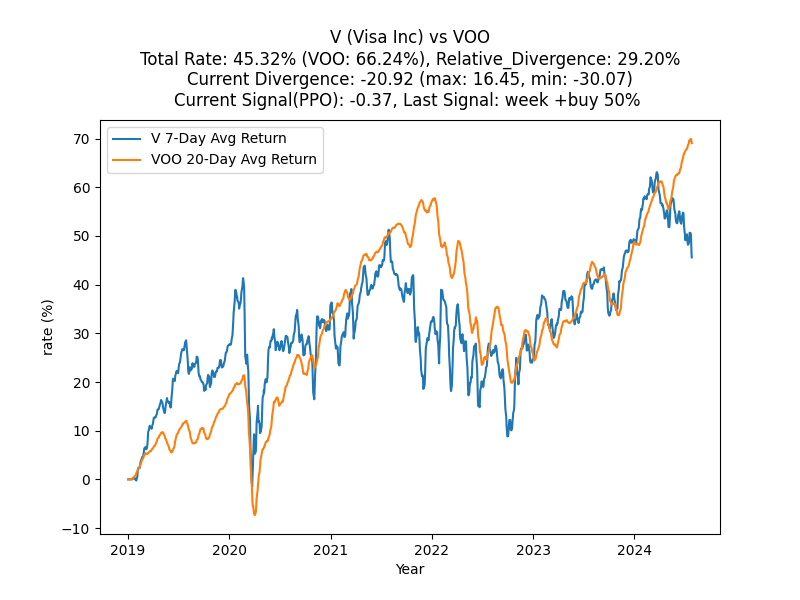 V (Visa Inc) vs VOO
Total Rate: 45.32% (VOO: 66.24%), Relative_Divergence: 29.20%
Current Divergence: -20.92 (max: 16.45, min: -30.07)
Current Signal(PPO): -0.37, Last Signal: week +buy 50%
V 7-Day Avg Return
VOO 20-Day Avg Return
70
60
50
40
30
20
10
0
−10
rate (%)
2019 2020 2021 2022 2023 2024
Year